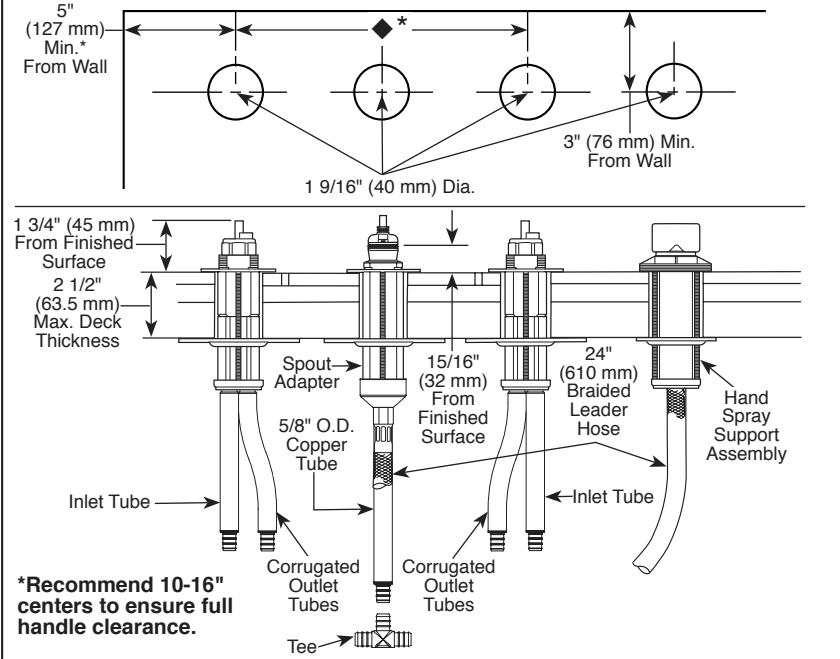 5"
(127 mm)
Min.*
From Wall
◆*
3" (76 mm) Min.
From Wall
1 9/16" (40 mm) Dia.
1 3/4" (45 mm)
From Finished
Surface
2 1/2"
(63.5 mm)
Max. Deck
Thickness
Spout
Adapter
15/16"
(32 mm)
From
Finished
Surface
24"
(610 mm)
Braided
Leader
Hose
Hand
Spray
Support
Assembly
5/8" O.D.
Copper
Tube
Inlet Tube
Inlet Tube
Corrugated
Outlet
Tubes
Corrugated
Outlet
Tubes
*Recommend 10-16"
centers to ensure full
handle clearance.
Tee